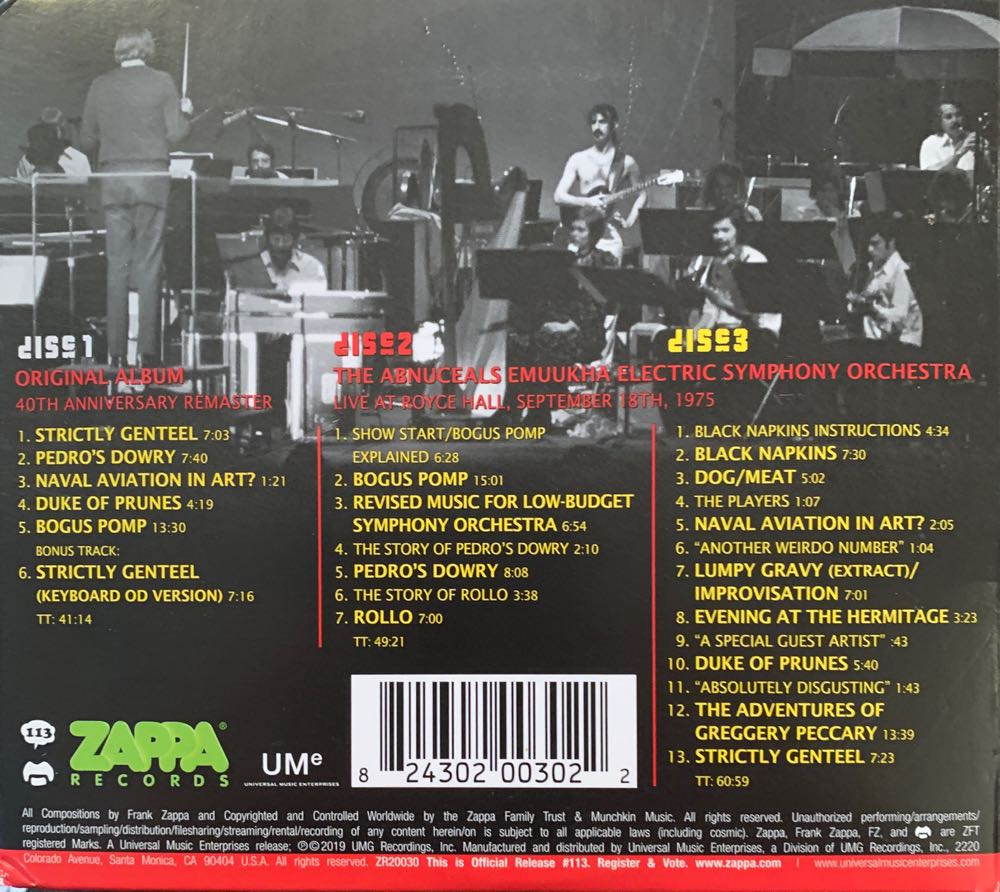 DISC 1
ORIGINAL ALBUM
40TH ANNIVERSARY REMASTER
1. STRICTLY GENTEEL 7:03
2. PEDRO'S DOWRY 7:40
3. NAVAL AVIATION IN ART? 1:21
4. DUKE OF PRUNES 4:19
5. BOGUS POMP 13:30
BONUS TRACK:
6. STRICTLY GENTEEL
(KEYBOARD OD VERSION) 7:16
TT: 41:14
DISC 2
DISC 3
THE ABNUCEALS EMUUKHA ELECTRIC SYMPHONY ORCHESTRA
LIVE AT ROYCE HALL, SEPTEMBER 18TH, 1975
1. SHOW START/BOGUS POMP
EXPLAINED 6:28
2. BOGUS POMP 15:01
3. REVISED MUSIC FOR LOW-BUDGET
SYMPHONY ORCHESTRA 6:54
4. THE STORY OF PEDRO'S DOWRY 2:10
5. PEDRO'S DOWRY 8:08
6. THE STORY OF ROLLO 3:38
7. ROLLO 7:00
TT: 49:21
1. BLACK NAPKINS INSTRUCTIONS 4:34
2. BLACK NAPKINS 7:30
3. DOG/MEAT 5:02
4. THE PLAYERS 1:07
5. NAVAL AVIATION IN ART? 2:05
6. "ANOTHER WEIRDO NUMBER" 1:04
7. LUMPY GRAVY (EXTRACT)/
IMPROVISATION 7:01
8. EVENING AT THE HERMITAGE 3:23
9. "A SPECIAL GUEST ARTIST" :43
10. DUKE OF PRUNES 5:40
11. "ABSOLUTELY DISGUSTING" 1:43
12. THE ADVENTURES OF
GREGGERY PECCARY 13:39
13. STRICTLY GENTEEL 7:23
TT: 60:59
113
ZAPPA®
RECORDS
UMe
UNIVERSAL MUSIC ENTERPRISES
8 24302 00302 2
All Compositions by Frank Zappa and Copyrighted and Controlled Worldwide by the Zappa Family Trust & Munchkin Music. All rights reserved. Unauthorized performing/arrangements/
reproduction/sampling/distribution/filesharing/streaming/rental/recording of any content herein/on is subject to all applicable laws (including cosmic). Zappa, Frank Zappa, FZ, and are ZFT
registered Marks. A Universal Music Enterprises release; ℗©2019 UMG Recordings, Inc. Manufactured and distributed by Universal Music Enterprises, a Division of UMG Recordings, Inc., 2220
Colorado Avenue, Santa Monica, CA 90404 U.S.A. All rights reserved. ZR20030 This is Official Release #113. Register & Vote. www.zappa.com | www.universalmusicenterprises.com